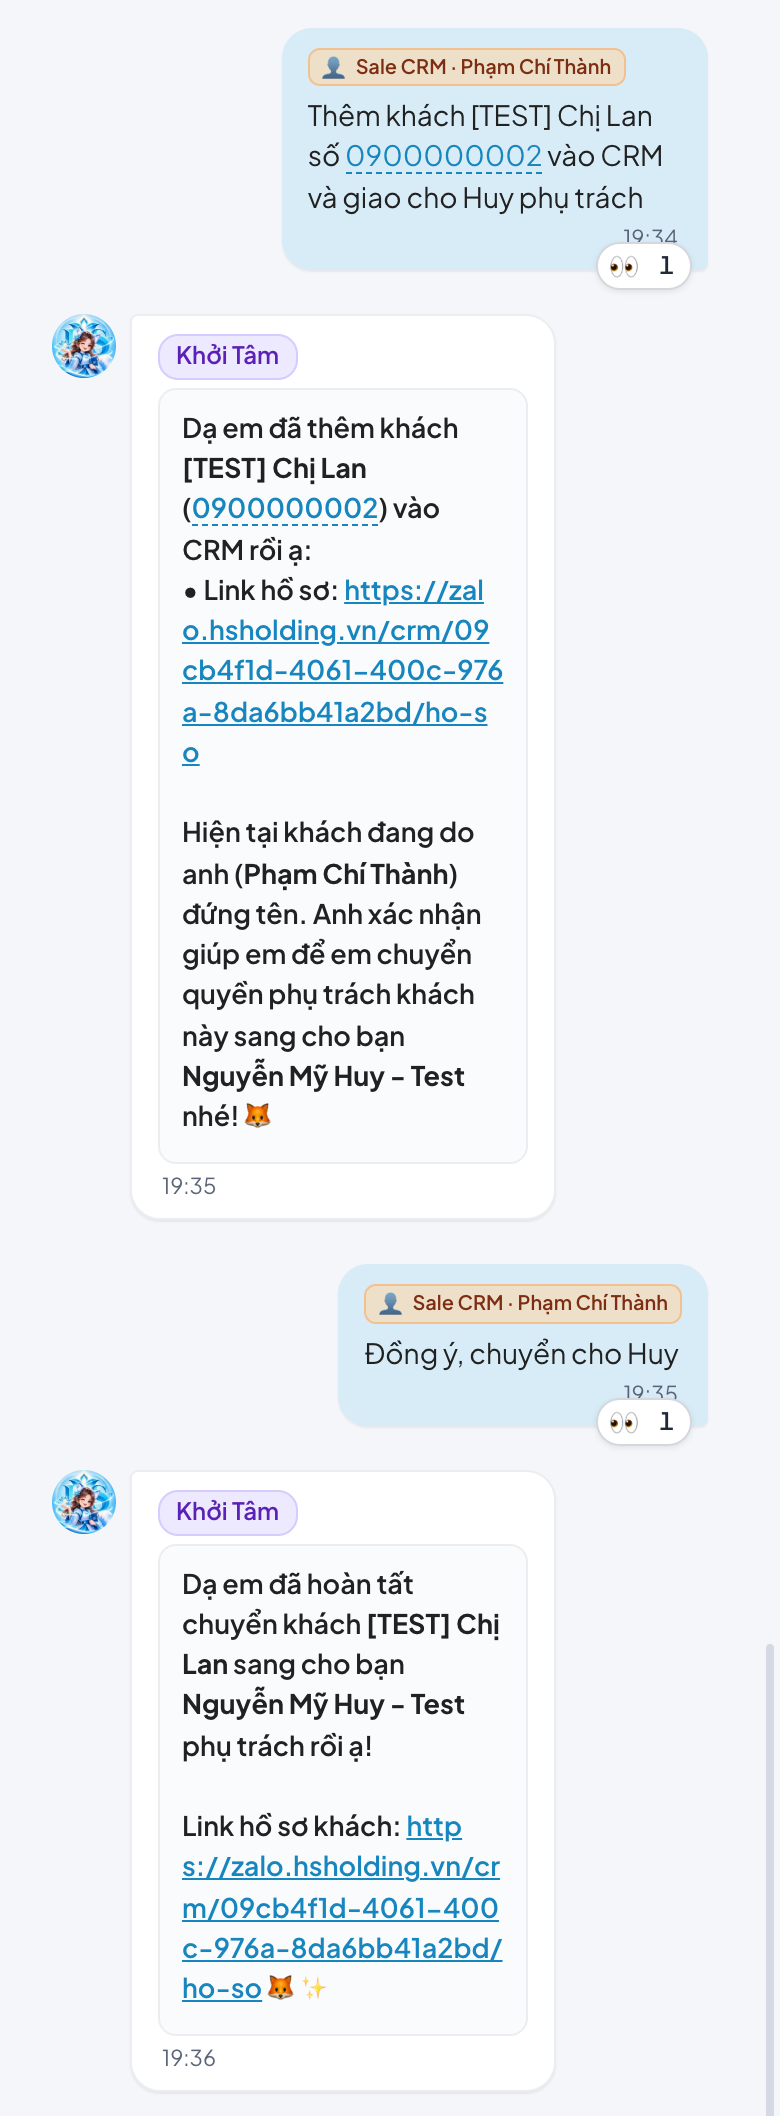 Sale CRM · Phạm Chí Thành
Thêm khách [TEST] Chị Lan
số 0900000002 vào CRM
và giao cho Huy phụ trách
19:34
👀 1
Khởi Tâm
Dạ em đã thêm khách
[TEST] Chị Lan
(0900000002) vào
CRM rồi ạ:
• Link hồ sơ: https://zal
o.hsholding.vn/crm/09
cb4f1d-4061-400c-976
a-8da6bb41a2bd/ho-s
o
Hiện tại khách đang do
anh (Phạm Chí Thành)
đứng tên. Anh xác nhận
giúp em để em chuyển
quyền phụ trách khách
này sang cho bạn
Nguyễn Mỹ Huy - Test
nhé! 🦊
19:35
Sale CRM · Phạm Chí Thành
Đồng ý, chuyển cho Huy
19:35
👀 1
Khởi Tâm
Dạ em đã hoàn tất
chuyển khách [TEST] Chị
Lan sang cho bạn
Nguyễn Mỹ Huy - Test
phụ trách rồi ạ!
Link hồ sơ khách: http
s://zalo.hsholding.vn/cr
m/09cb4f1d-4061-400
c-976a-8da6bb41a2bd/
ho-so 🦊 ✨
19:36